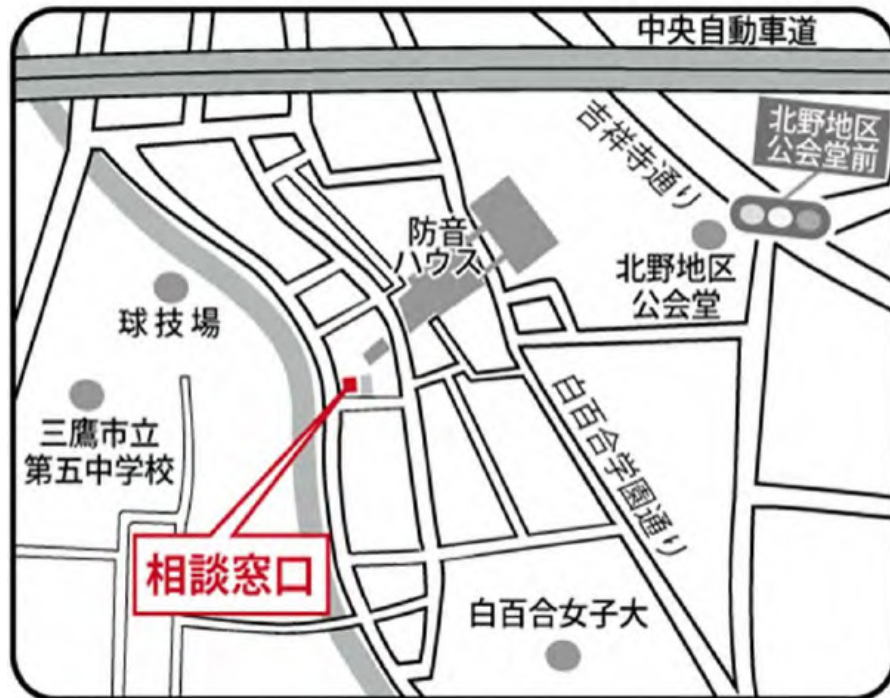 中央自動車道
吉祥寺通り
北野地区
公会堂前
防音
ハウス
北野地区
公会堂
球技場
三鷹市立
第五中学校
白百合学園通り
相談窓口
白百合女子大